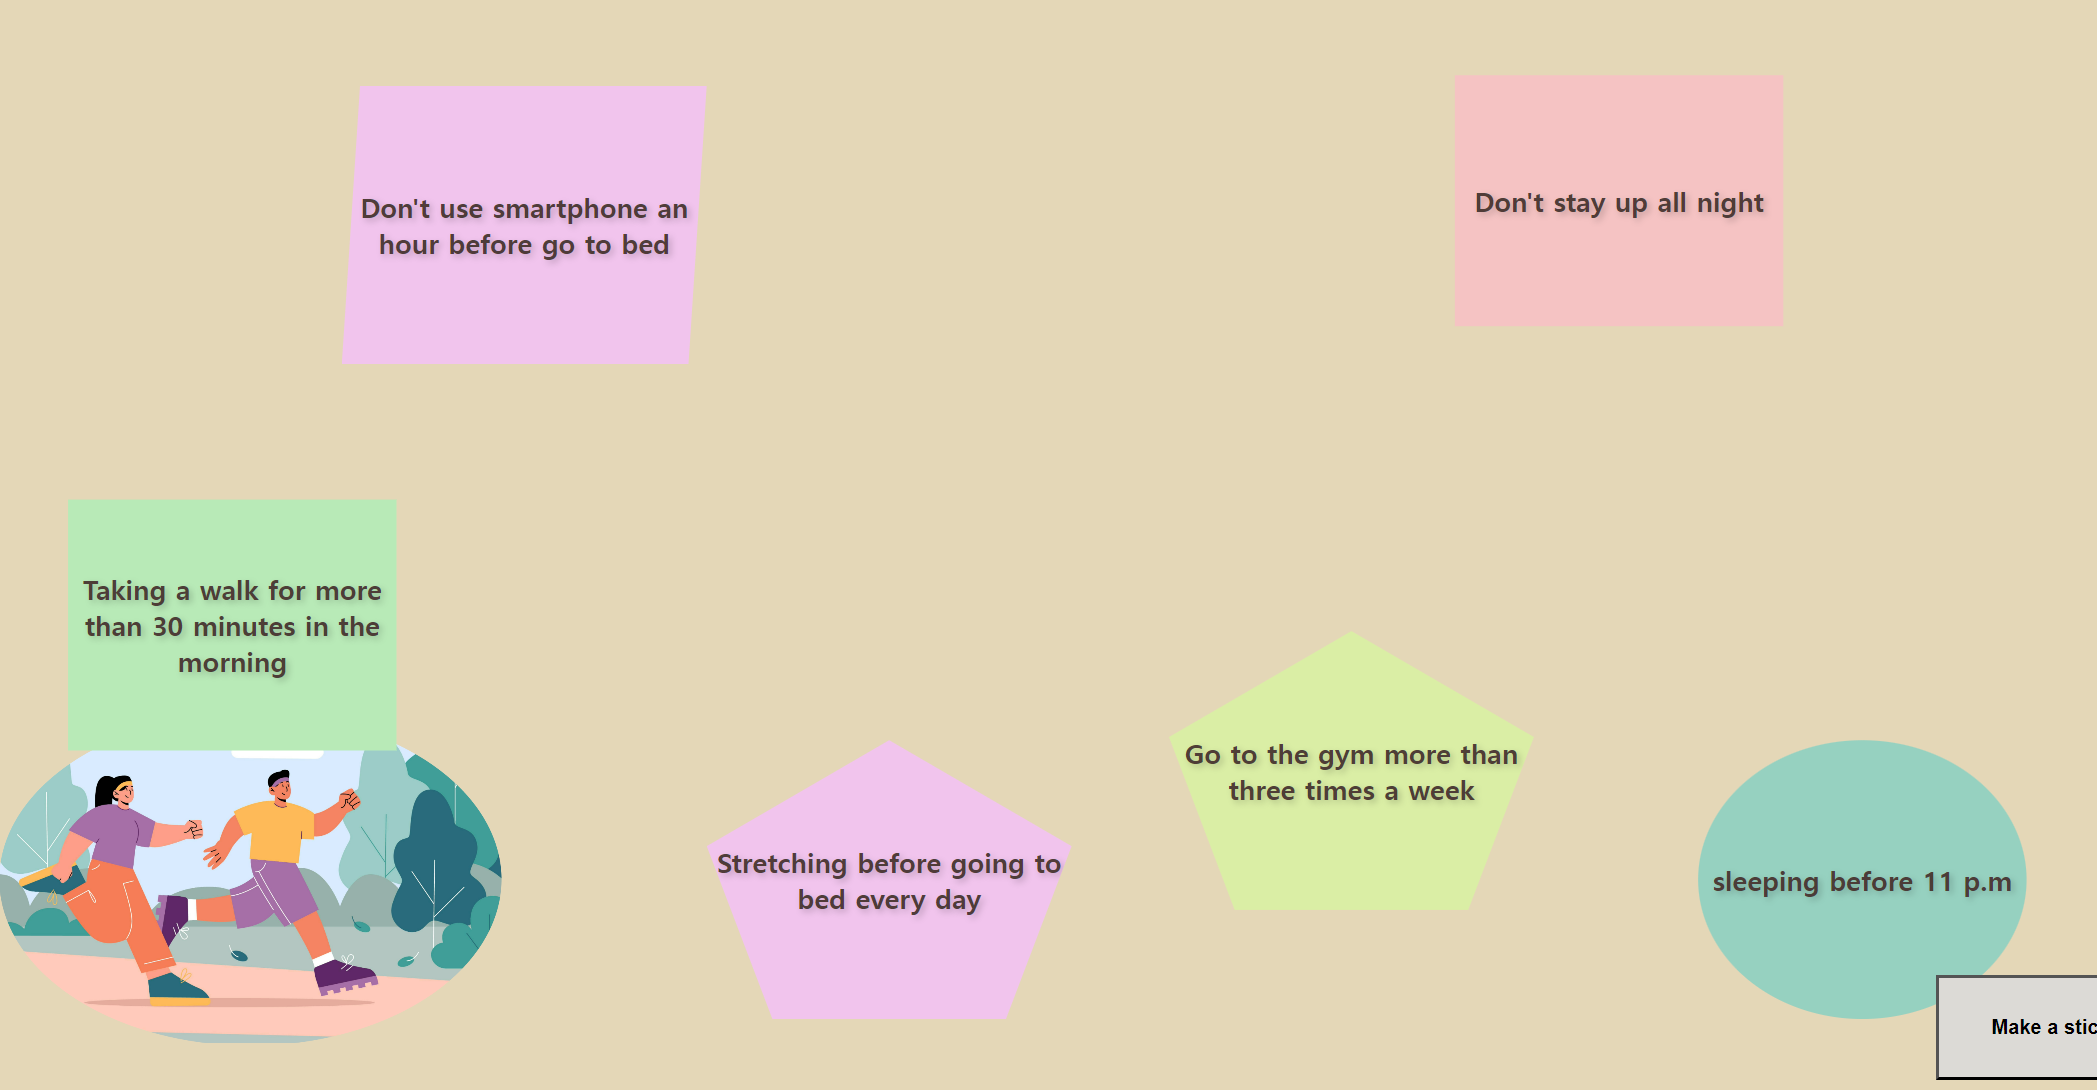 Don't use smartphone an
hour before go to bed
Don't stay up all night
Taking a walk for more
than 30 minutes in the
morning
Go to the gym more than
three times a week
Stretching before going to
bed every day
sleeping before 11 p.m
Make a stic